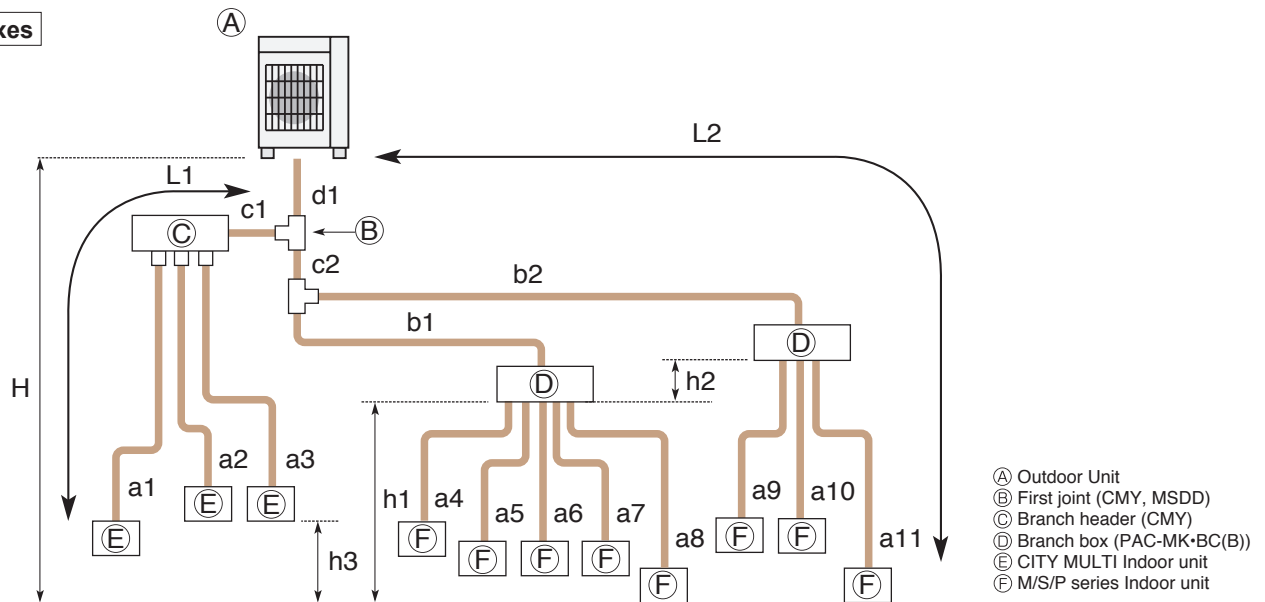 xes
Ⓐ
L2
L1
d1
c1
Ⓒ
Ⓑ
c2
b2
b1
Ⓓ
Ⓓ
h2
H
a1
a2
a3
h1
a4
a5
a6
a7
a8
a9
a10
a11
Ⓔ
Ⓔ
Ⓔ
h3
Ⓕ
Ⓕ
Ⓕ
Ⓕ
Ⓕ
Ⓕ
Ⓕ
Ⓕ
Ⓐ Outdoor Unit
Ⓑ First joint (CMY, MSDD)
Ⓒ Branch header (CMY)
Ⓓ Branch box (PAC-MK•BC(B))
Ⓔ CITY MULTI Indoor unit
Ⓕ M/S/P series Indoor unit